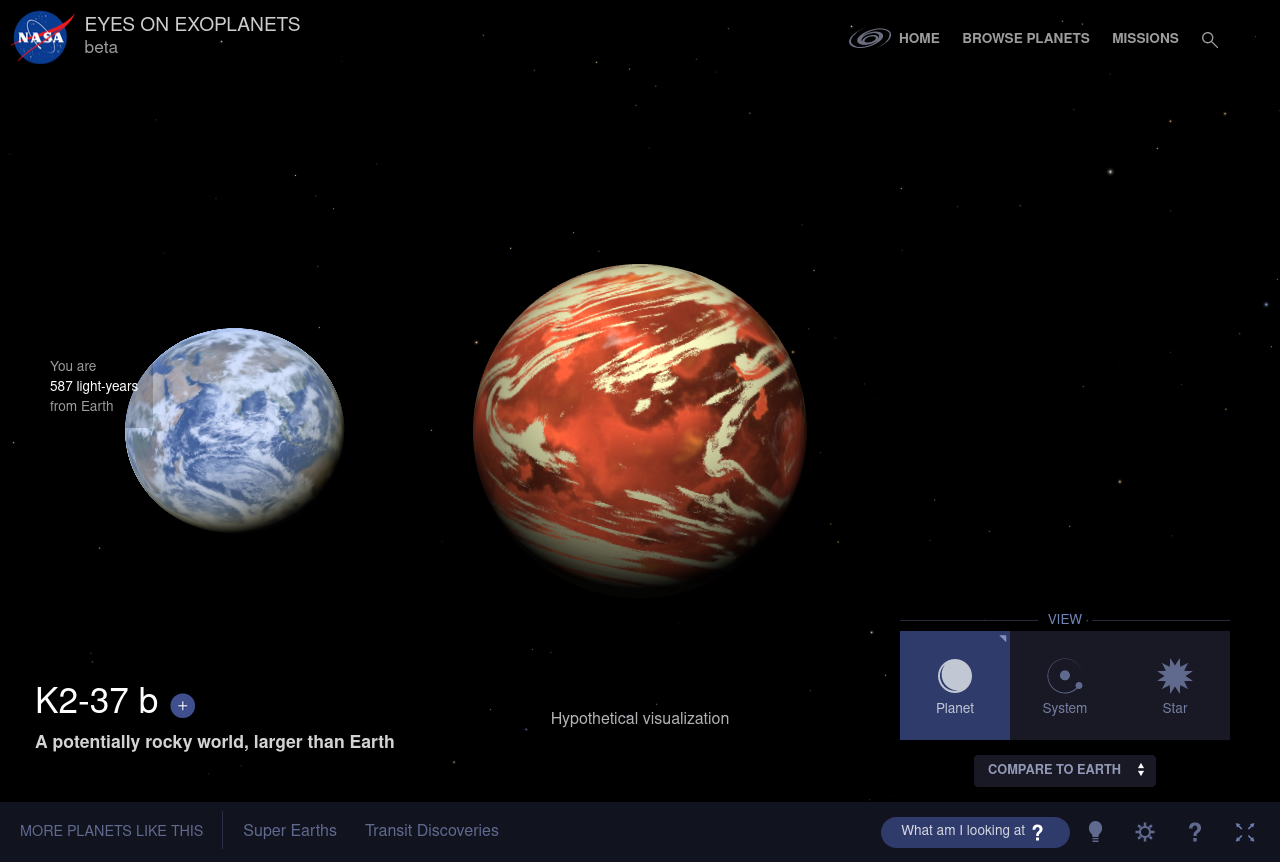 NASA
EYES ON EXOPLANETS
beta
HOME
BROWSE PLANETS
MISSIONS
You are
587 light-years
from Earth
VIEW
Planet
System
Star
COMPARE TO EARTH
K2-37 b +
A potentially rocky world, larger than Earth
Hypothetical visualization
MORE PLANETS LIKE THIS
Super Earths
Transit Discoveries
What am I looking at ?
?